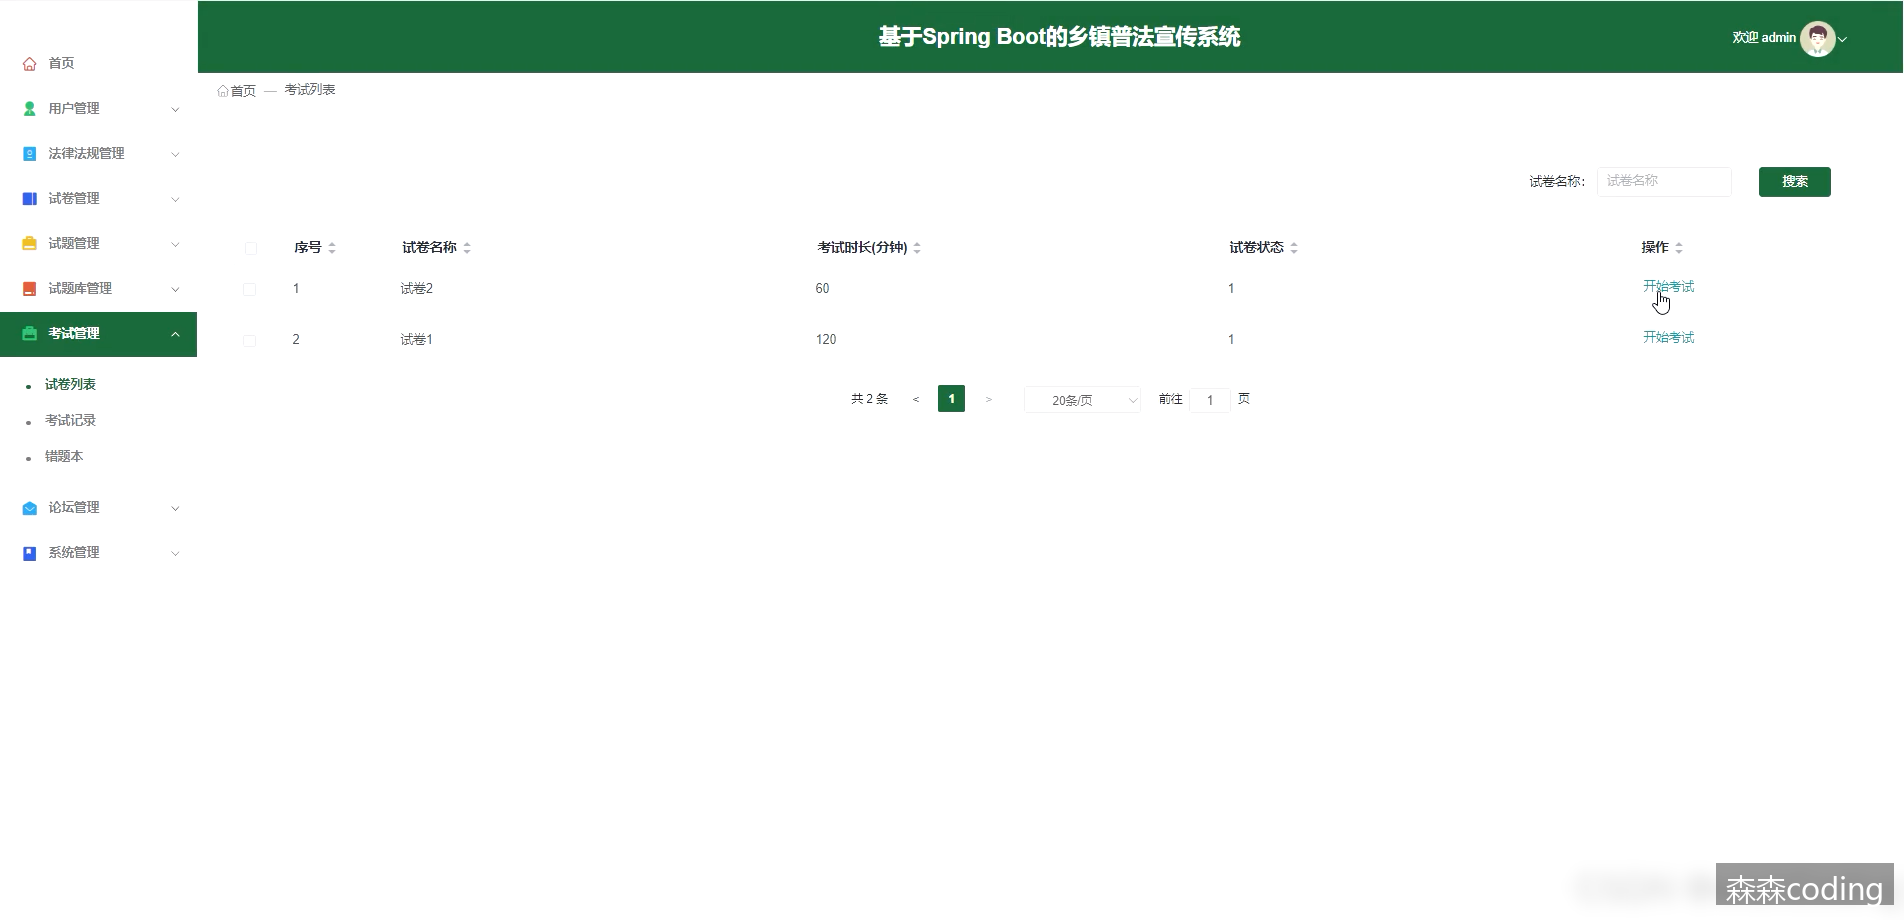 基于Spring Boot的乡镇普法宣传系统
欢迎 admin
首页
用户管理
法律法规管理
试卷管理
试题管理
试题库管理
考试管理
试卷列表
考试记录
错题本
论坛管理
系统管理
首页 — 考试列表
试卷名称: 试卷名称 搜索
序号 试卷名称 考试时长(分钟) 试卷状态 操作
1 试卷2 60 1 开始考试
2 试卷1 120 1 开始考试
共 2 条 < 1 > 20条/页 前往 1 页
森森coding